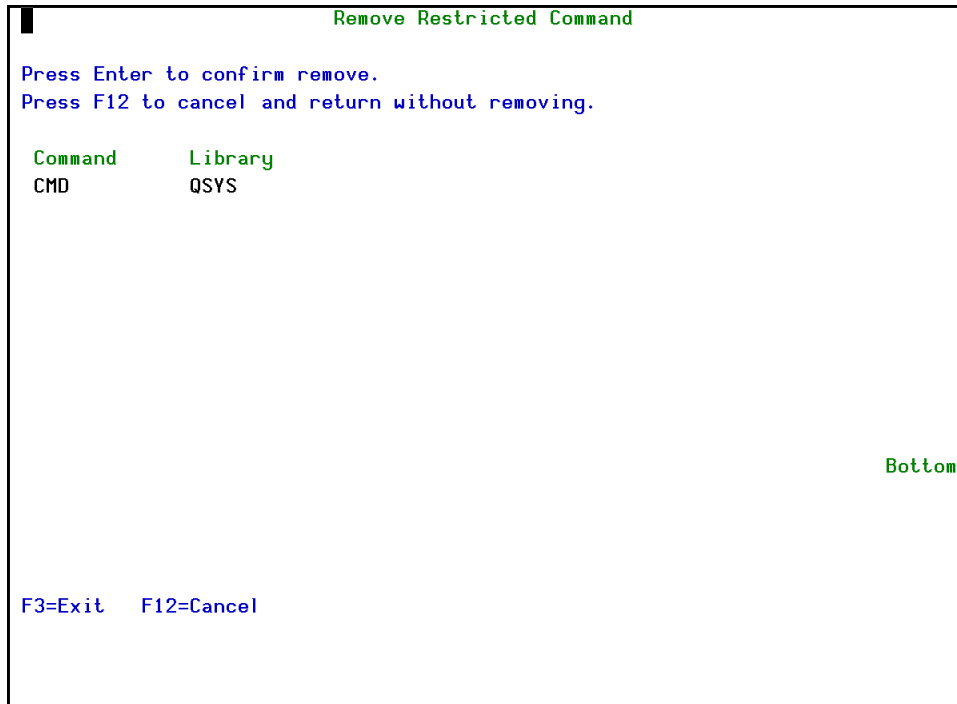 Remove Restricted Command
Press Enter to confirm remove.
Press F12 to cancel and return without removing.
Command Library
CMD QSYS
Bottom
F3=Exit F12=Cancel